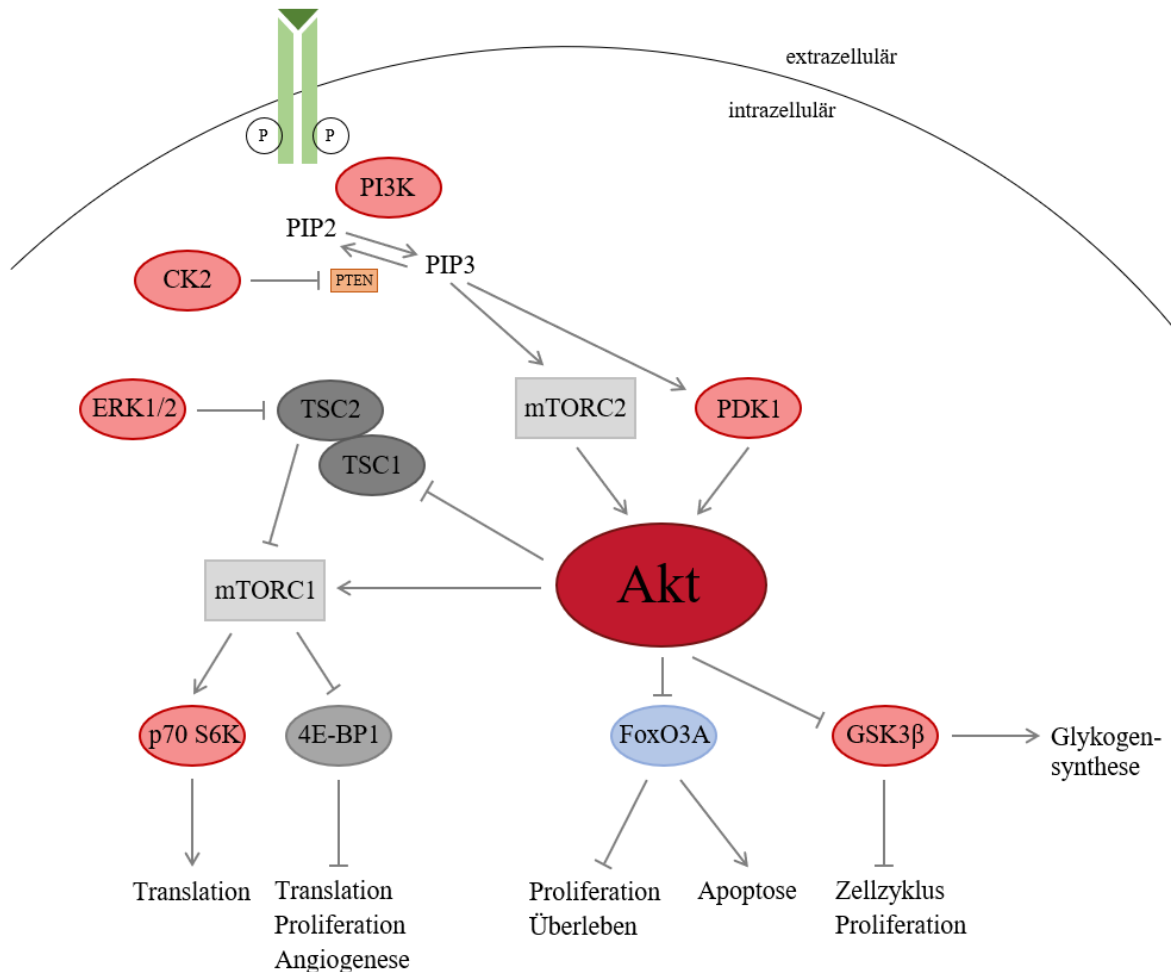 extrazellulär
intrazellulär
P
P
PI3K
PIP2
PIP3
CK2
PTEN
ERK1/2
TSC2
TSC1
mTORC2
PDK1
mTORC1
Akt
p70 S6K
4E-BP1
FoxO3A
GSK3β
Glykogen-
synthese
Translation
Translation
Proliferation
Angiogenese
Proliferation
Überleben
Apoptose
Zellzyklus
Proliferation